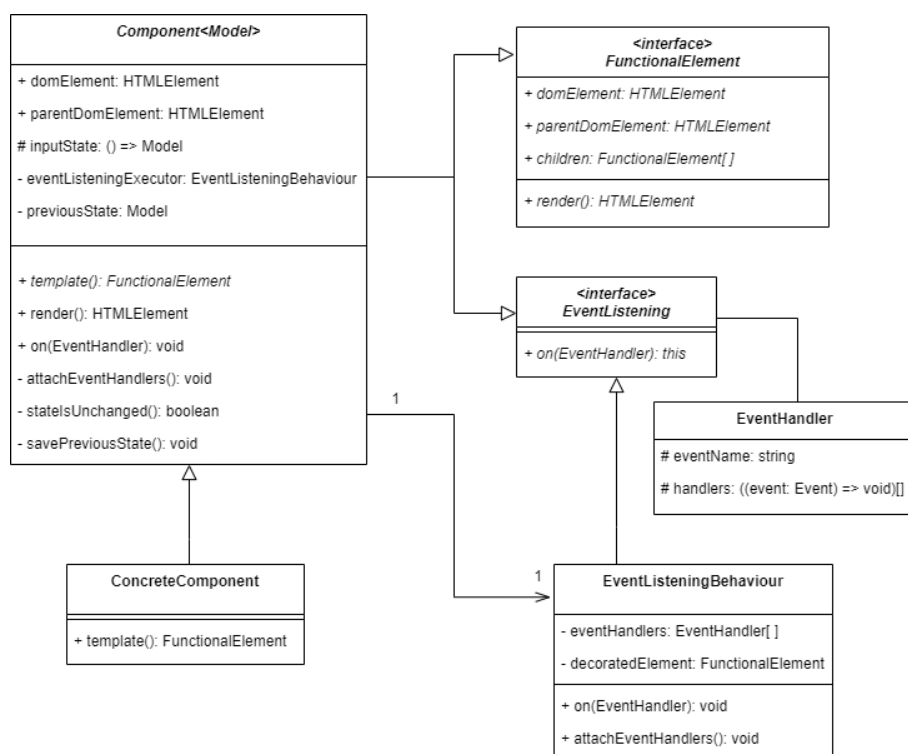 Component<Model>
+ domElement: HTMLElement
+ parentDomElement: HTMLElement
# inputState: () => Model
- eventListeningExecutor: EventListeningBehaviour
- previousState: Model
+ template(): FunctionalElement
+ render(): HTMLElement
+ on(EventHandler): void
- attachEventHandlers(): void
- stateIsUnchanged(): boolean
- savePreviousState(): void
<interface>
FunctionalElement
+ domElement: HTMLElement
+ parentDomElement: HTMLElement
+ children: FunctionalElement[ ]
+ render(): HTMLElement
<interface>
EventListening
+ on(EventHandler): this
EventHandler
# eventName: string
# handlers: ((event: Event) => void)[]
1
1
ConcreteComponent
+ template(): FunctionalElement
EventListeningBehaviour
- eventHandlers: EventHandler[ ]
- decoratedElement: FunctionalElement
+ on(EventHandler): void
+ attachEventHandlers(): void